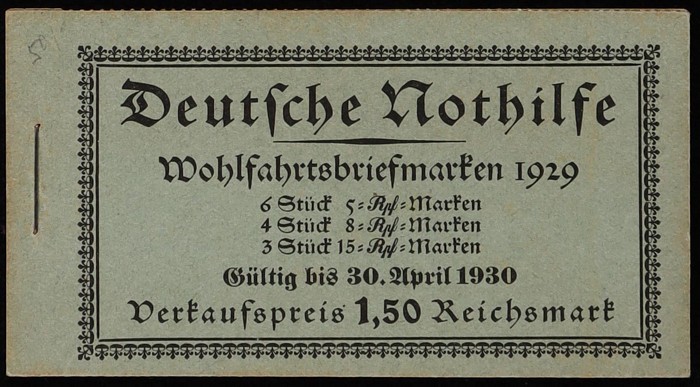 Deutsche Nothilfe
Wohlfahrtsbriefmarken 1929
6 Stück 5=Rpf=Marken
4 Stück 8=Rpf=Marken
3 Stück 15=Rpf=Marken
Gültig bis 30. April 1930
Verkaufspreis 1,50 Reichsmark